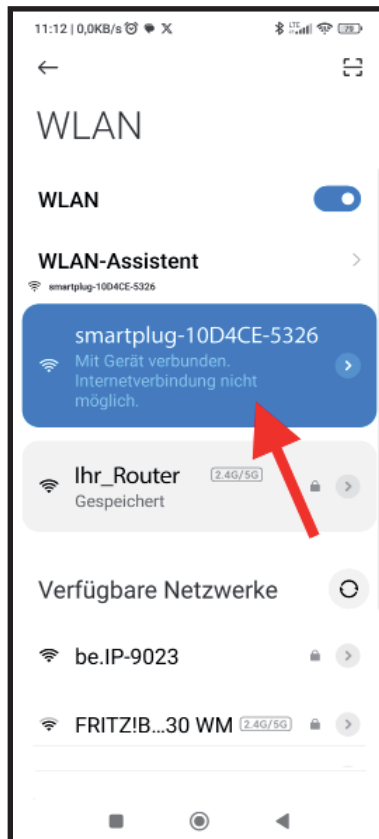 11:12 | 0,0KB/s
WLAN
WLAN
WLAN-Assistent
smartplug-10D4CE-5326
smartplug-10D4CE-5326
Mit Gerät verbunden.
Internetverbindung nicht
möglich.
Ihr_Router 2.4G/5G
Gespeichert
Verfügbare Netzwerke
be.IP-9023
FRITZ!B...30 WM 2.4G/5G